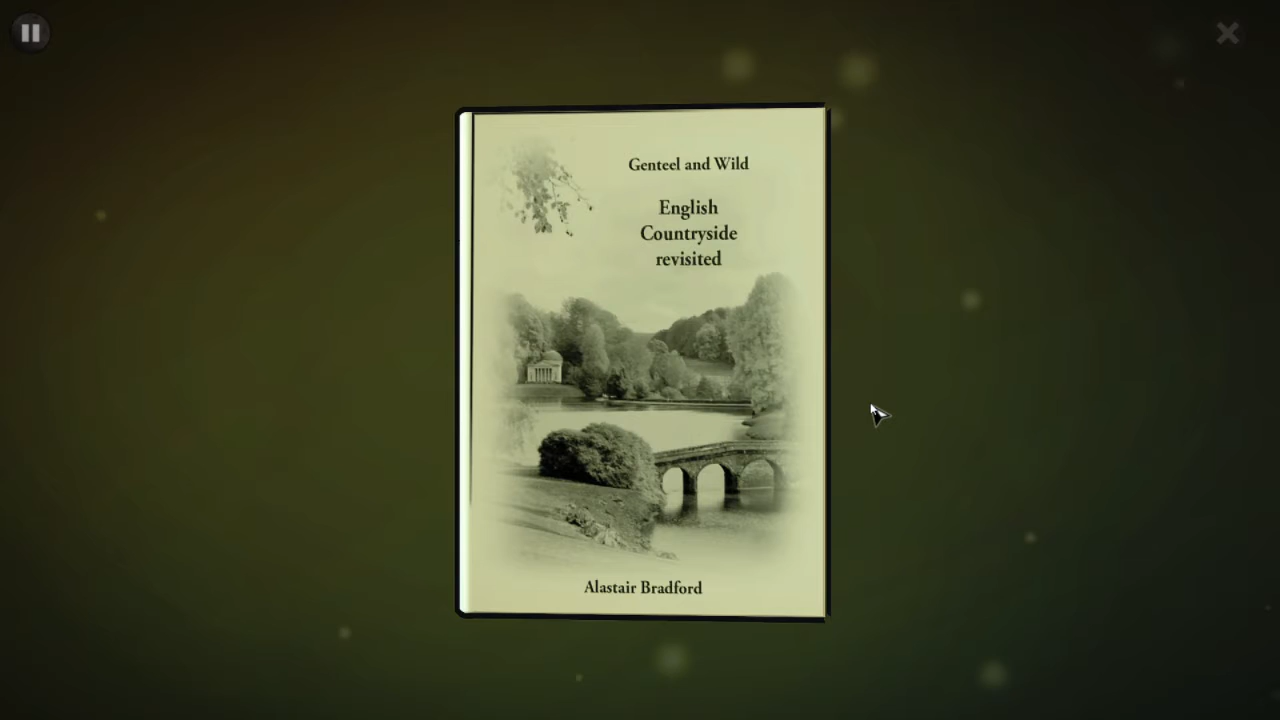 Genteel and Wild
English
Countryside
revisited
Alastair Bradford